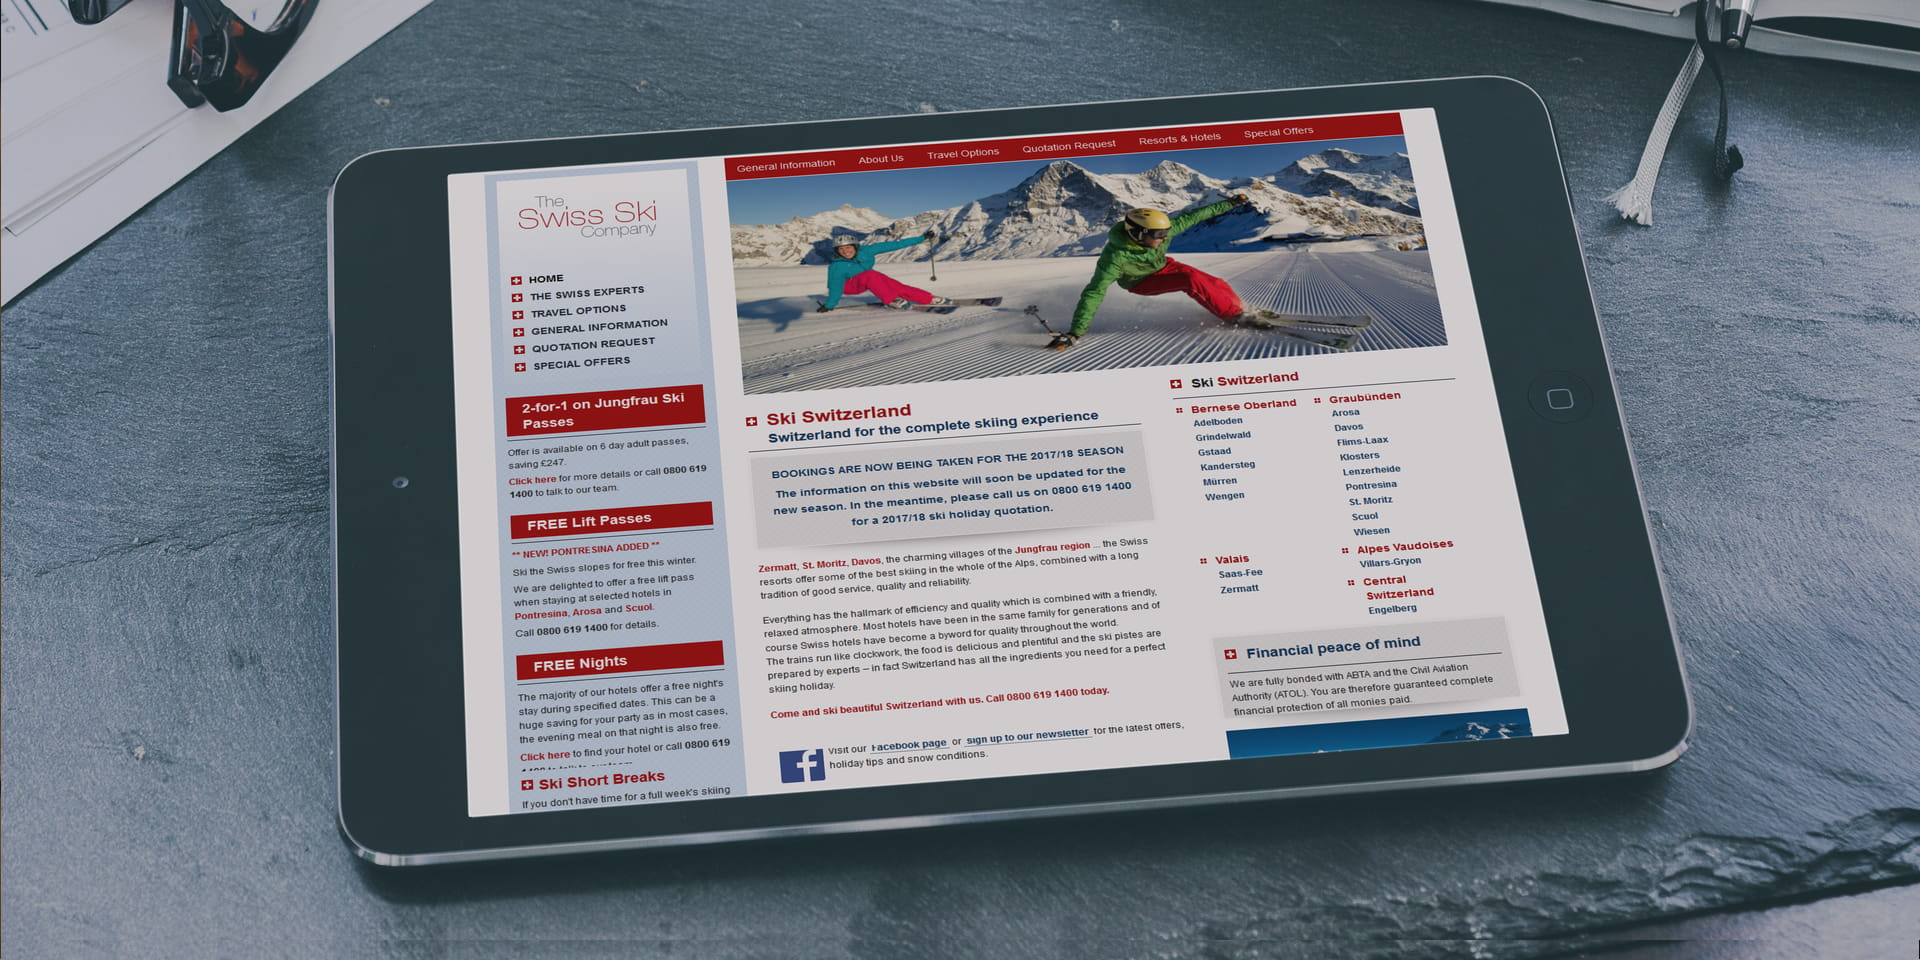 General Information About Us Travel Options Quotation Request Resorts & Hotels Special Offers
The
Swiss Ski
Company
HOME
THE SWISS EXPERTS
TRAVEL OPTIONS
GENERAL INFORMATION
QUOTATION REQUEST
SPECIAL OFFERS
2-for-1 on Jungfrau Ski
Passes
Offer is available on 6 day adult passes,
saving £247.
Click here for more details or call 0800 619
1400 to talk to our team.
FREE Lift Passes
** NEW! PONTRESINA ADDED **
Ski the Swiss slopes for free this winter.
We are delighted to offer a free lift pass
when staying at selected hotels in
Pontresina, Arosa and Scuol.
Call 0800 619 1400 for details.
FREE Nights
The majority of our hotels offer a free night's
stay during specified dates. This can be a
huge saving for your party as in most cases,
the evening meal on that night is also free.
Click here to find your hotel or call 0800 619
Ski Short Breaks
If you don't have time for a full week's skiing
Ski Switzerland
Switzerland for the complete skiing experience
BOOKINGS ARE NOW BEING TAKEN FOR THE 2017/18 SEASON
The information on this website will soon be updated for the
new season. In the meantime, please call us on 0800 619 1400
for a 2017/18 ski holiday quotation.
Zermatt, St. Moritz, Davos, the charming villages of the Jungfrau region ... the Swiss
resorts offer some of the best skiing in the whole of the Alps, combined with a long
tradition of good service, quality and reliability.
Everything has the hallmark of efficiency and quality which is combined with a friendly,
relaxed atmosphere. Most hotels have been in the same family for generations and of
course Swiss hotels have become a byword for quality throughout the world.
The trains run like clockwork, the food is delicious and plentiful and the ski pistes are
prepared by experts – in fact Switzerland has all the ingredients you need for a perfect
skiing holiday.
Come and ski beautiful Switzerland with us. Call 0800 619 1400 today.
f
Visit our Facebook page or sign up to our newsletter for the latest offers,
holiday tips and snow conditions.
Ski Switzerland
Bernese Oberland
Adelboden
Grindelwald
Gstaad
Kandersteg
Mürren
Wengen
Graubünden
Arosa
Davos
Flims-Laax
Klosters
Lenzerheide
Pontresina
St. Moritz
Scuol
Wiesen
Valais
Saas-Fee
Zermatt
Alpes Vaudoises
Villars-Gryon
Central
Switzerland
Engelberg
Financial peace of mind
We are fully bonded with ABTA and the Civil Aviation
Authority (ATOL). You are therefore guaranteed complete
financial protection of all monies paid.